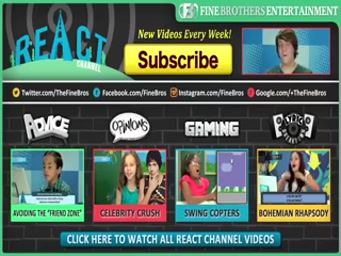 FINE BROTHERS ENTERTAINMENT
REACT
CHANNEL
New Videos Every Week!
Subscribe
Twitter.com/TheFineBros
Facebook.com/FineBros
Instagram.com/FineBros
Google.com/+TheFineBros
ADVICE
OPINIONS
GAMING
LYRIC
AVOIDING THE "FRIEND ZONE"
CELEBRITY CRUSH
SWING COPTERS
BOHEMIAN RHAPSODY
CLICK HERE TO WATCH ALL REACT CHANNEL VIDEOS